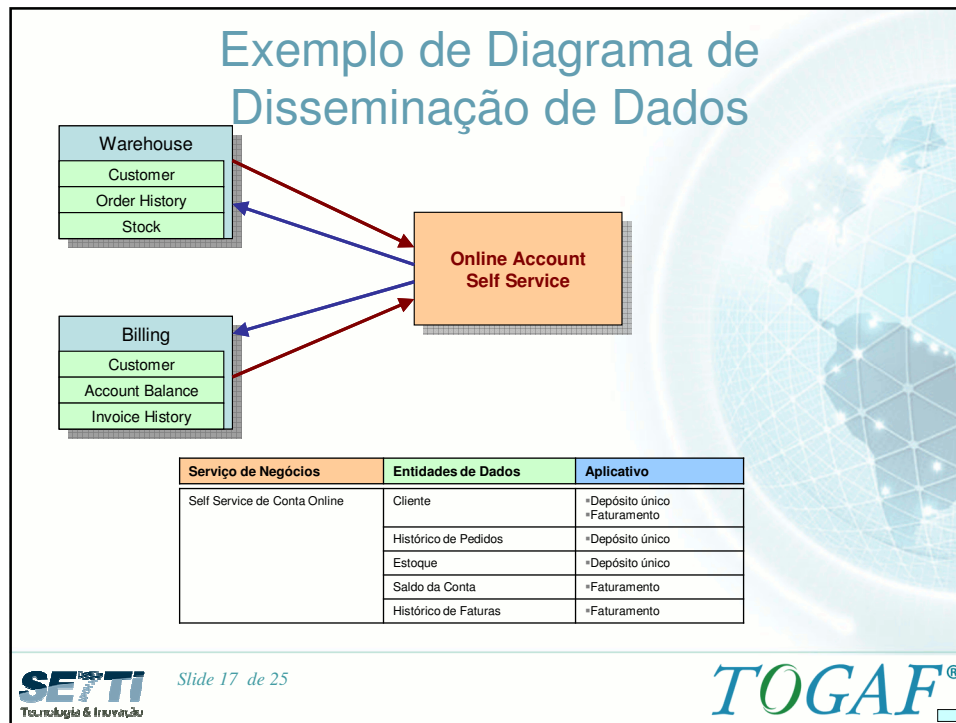 Exemplo de Diagrama de
Disseminação de Dados
Warehouse
Customer
Order History
Stock
Online Account
Self Service
Billing
Customer
Account Balance
Invoice History
Serviço de Negócios Entidades de Dados Aplicativo
Self Service de Conta Online Cliente ▪Depósito único
▪Faturamento
Histórico de Pedidos ▪Depósito único
Estoque ▪Depósito único
Saldo da Conta ▪Faturamento
Histórico de Faturas ▪Faturamento
Tecnologia & Inovação
Slide 17 de 25
TOGAF®